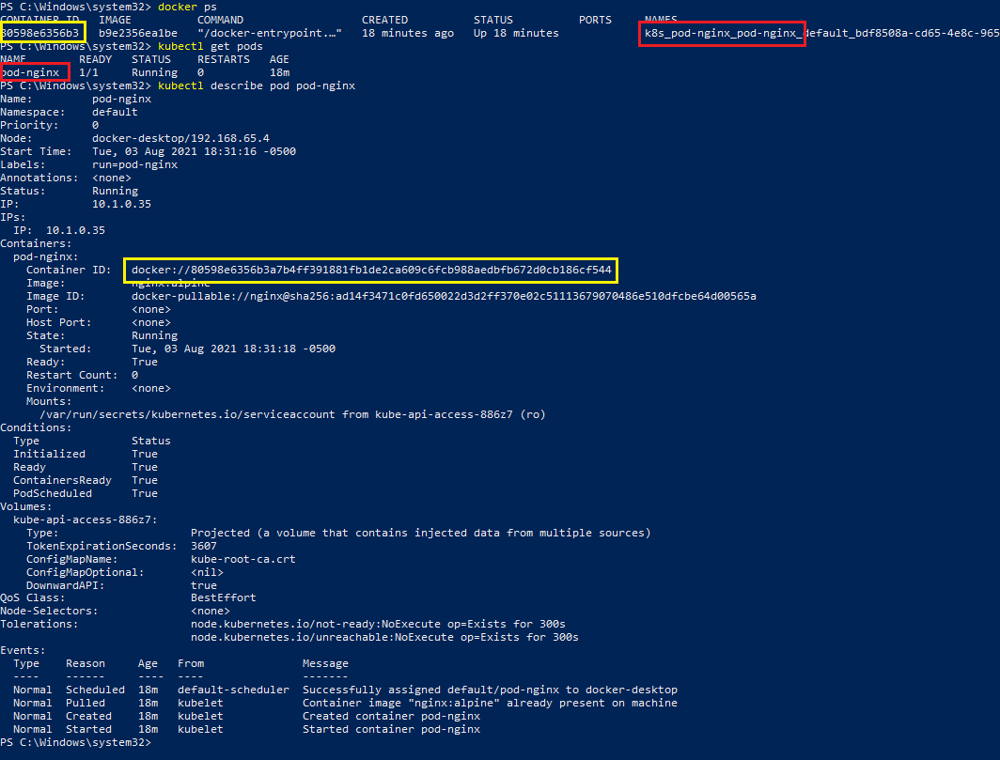 PS C:\Windows\system32> docker ps
CONTAINER ID   IMAGE          COMMAND                  CREATED          STATUS          PORTS     NAMES
80598e6356b3   b9e2356ea1be   "/docker-entrypoint.…"   18 minutes ago   Up 18 minutes             k8s_pod-nginx_pod-nginx_default_bdf8508a-cd65-4e8c-965
PS C:\Windows\system32> kubectl get pods
NAME        READY   STATUS    RESTARTS   AGE
pod-nginx   1/1     Running   0          18m
PS C:\Windows\system32> kubectl describe pod pod-nginx
Name:         pod-nginx
Namespace:    default
Priority:     0
Node:         docker-desktop/192.168.65.4
Start Time:   Tue, 03 Aug 2021 18:31:16 -0500
Labels:       run=pod-nginx
Annotations:  <none>
Status:       Running
IP:           10.1.0.35
IPs:
  IP:  10.1.0.35
Containers:
  pod-nginx:
    Container ID:   docker://80598e6356b3a7b4ff391881fb1de2ca609c6fcb988aedbfb672d0cb186cf544
    Image:          nginx:alpine
    Image ID:       docker-pullable://nginx@sha256:ad14f3471c0fd650022d3d2ff370e02c51113679070486e510dfcbe64d00565a
    Port:           <none>
    Host Port:      <none>
    State:          Running
      Started:      Tue, 03 Aug 2021 18:31:18 -0500
    Ready:          True
    Restart Count:  0
    Environment:    <none>
    Mounts:
      /var/run/secrets/kubernetes.io/serviceaccount from kube-api-access-886z7 (ro)
Conditions:
  Type              Status
  Initialized       True
  Ready             True
  ContainersReady   True
  PodScheduled      True
Volumes:
  kube-api-access-886z7:
    Type:                    Projected (a volume that contains injected data from multiple sources)
    TokenExpirationSeconds:  3607
    ConfigMapName:           kube-root-ca.crt
    ConfigMapOptional:       <nil>
    DownwardAPI:             true
QoS Class:                   BestEffort
Node-Selectors:              <none>
Tolerations:                 node.kubernetes.io/not-ready:NoExecute op=Exists for 300s
                             node.kubernetes.io/unreachable:NoExecute op=Exists for 300s
Events:
  Type    Reason     Age   From               Message
  ----    ------     ----  ----               -------
  Normal  Scheduled  18m   default-scheduler  Successfully assigned default/pod-nginx to docker-desktop
  Normal  Pulled     18m   kubelet            Container image "nginx:alpine" already present on machine
  Normal  Created    18m   kubelet            Created container pod-nginx
  Normal  Started    18m   kubelet            Started container pod-nginx
PS C:\Windows\system32>